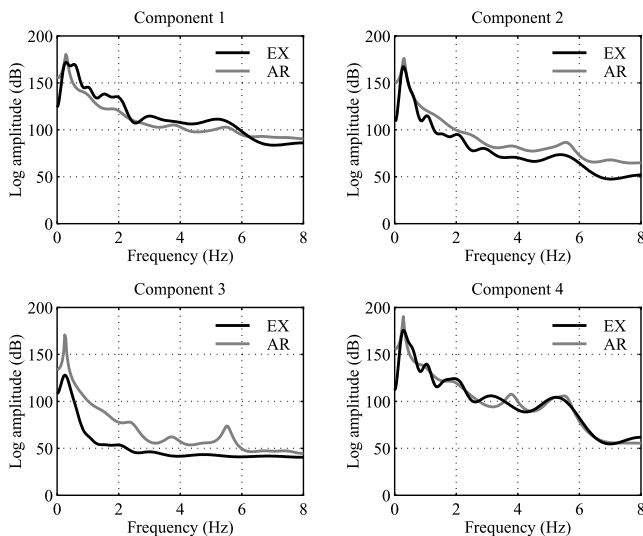 Component 1
200
150
100
50
0
Log amplitude (dB)
EX
AR
0 2 4 6 8
Frequency (Hz)
Component 2
200
150
100
50
0
Log amplitude (dB)
EX
AR
0 2 4 6 8
Frequency (Hz)
Component 3
200
150
100
50
0
Log amplitude (dB)
EX
AR
0 2 4 6 8
Frequency (Hz)
Component 4
200
150
100
50
0
Log amplitude (dB)
EX
AR
0 2 4 6 8
Frequency (Hz)